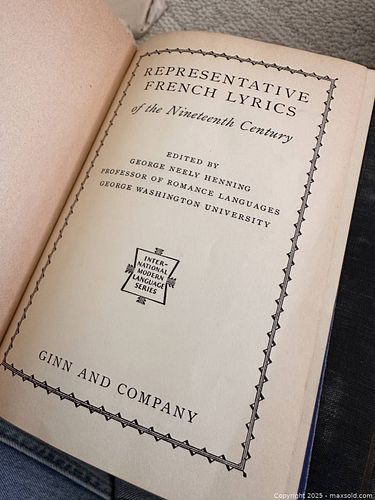 REPRESENTATIVE
FRENCH LYRICS
of the Nineteenth Century
EDITED BY
GEORGE NEELY HENNING
PROFESSOR OF ROMANCE LANGUAGES
GEORGE WASHINGTON UNIVERSITY
INTER-
NATIONAL
MODERN
LANGUAGE
SERIES
GINN AND COMPANY
Copyright 2025 - maxsold.com